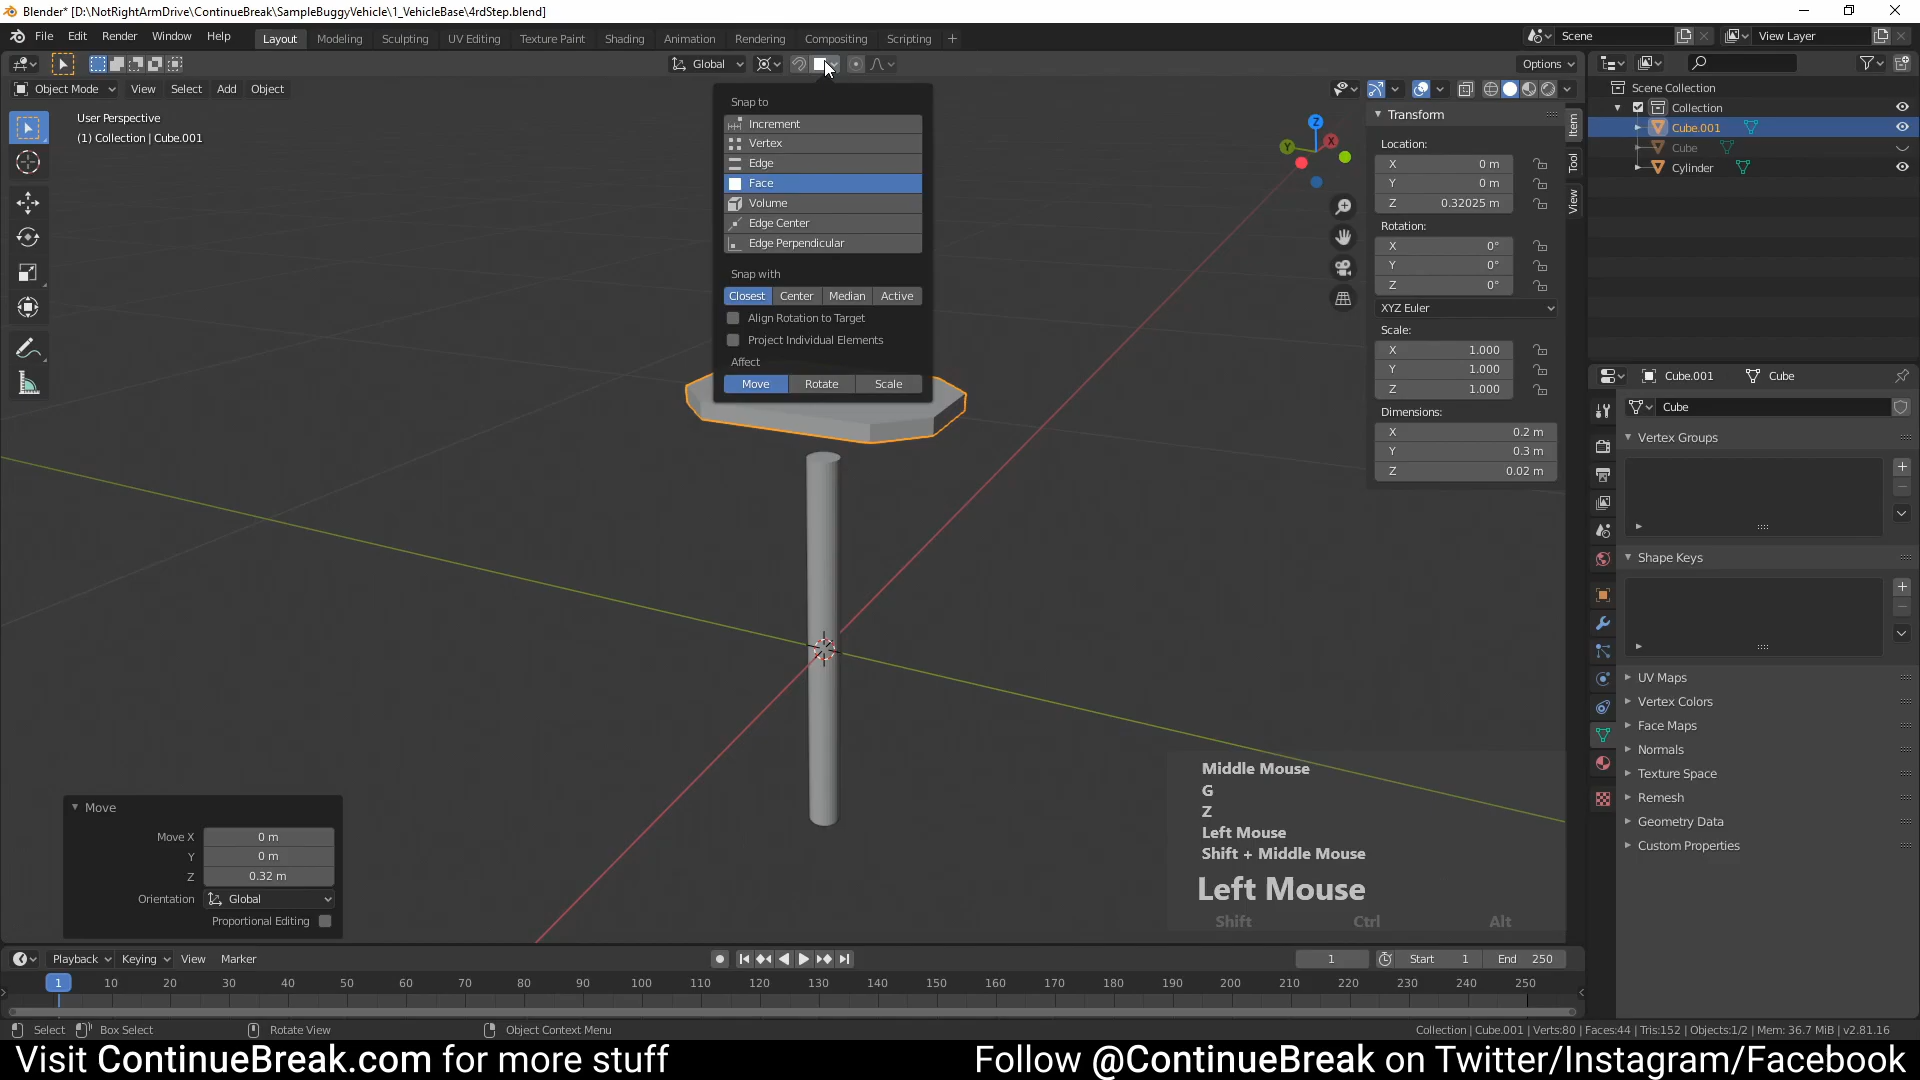 Blender* [D:\NotRightArmDrive\ContinueBreak\SampleBuggyVehicle\1_VehicleBase\4rdStep.blend]
File Edit Render Window Help Layout Modeling Sculpting UV Editing Texture Paint Shading Animation Rendering Compositing Scripting Scene View Layer
Global Options
Object Mode View Select Add Object
User Perspective
(1) Collection | Cube.001
Snap to
Increment
Vertex
Edge
Face
Volume
Edge Center
Edge Perpendicular
Snap with
Closest Center Median Active
Align Rotation to Target
Project Individual Elements
Affect
Move Rotate Scale
Z
X
Y
Transform
Location:
X 0 m
Y 0 m
Z 0.32025 m
Rotation:
X 0°
Y 0°
Z 0°
XYZ Euler
Scale:
X 1.000
Y 1.000
Z 1.000
Dimensions:
X 0.2 m
Y 0.3 m
Z 0.02 m
Item
Tool
View
Scene Collection
Collection
Cube.001
Cube
Cylinder
Cube.001 Cube
Cube
Vertex Groups
Shape Keys
UV Maps
Vertex Colors
Face Maps
Normals
Texture Space
Remesh
Geometry Data
Custom Properties
Move
Move X 0 m
Y 0 m
Z 0.32 m
Orientation Global
Proportional Editing
Middle Mouse
G
Z
Left Mouse
Shift + Middle Mouse
Left Mouse
Shift Ctrl Alt
Playback Keying View Marker 1 Start 1 End 250
1 10 20 30 40 50 60 70 80 90 100 110 120 130 140 150 160 170 180 190 200 210 220 230 240 250
Select Box Select Rotate View Object Context Menu Collection | Cube.001 | Verts:80 | Faces:44 | Tris:152 | Objects:1/2 | Mem: 36.7 MiB | v2.81.16
Visit ContinueBreak.com for more stuff Follow @ContinueBreak on Twitter/Instagram/Facebook